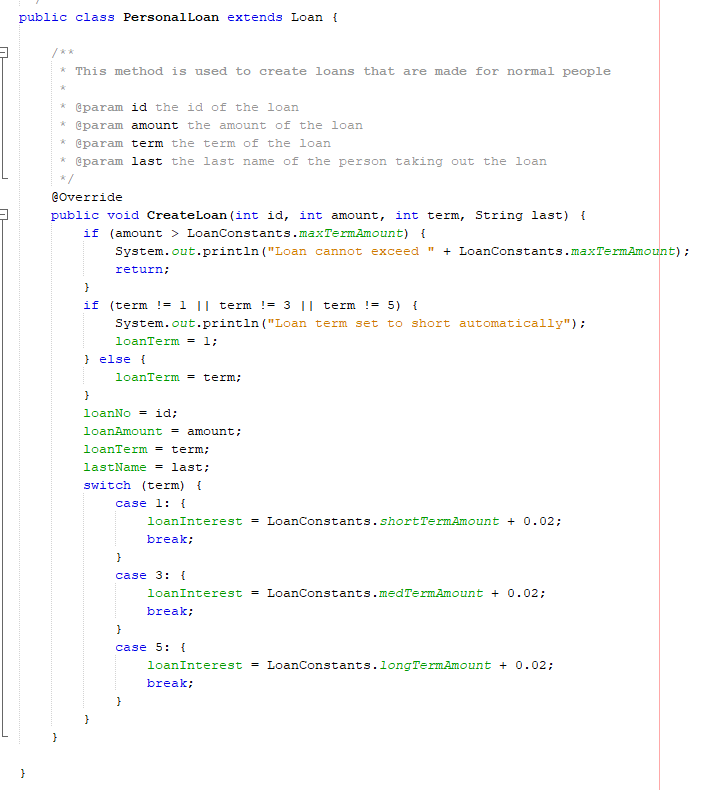 public class PersonalLoan extends Loan {
/**
* This method is used to create loans that are made for normal people
*
* @param id the id of the loan
* @param amount the amount of the loan
* @param term the term of the loan
* @param last the last name of the person taking out the loan
*/
@Override
public void CreateLoan(int id, int amount, int term, String last) {
if (amount > LoanConstants.maxTermAmount) {
System.out.println("Loan cannot exceed " + LoanConstants.maxTermAmount);
return;
}
if (term != 1 || term != 3 || term != 5) {
System.out.println("Loan term set to short automatically");
loanTerm = 1;
} else {
loanTerm = term;
}
loanNo = id;
loanAmount = amount;
loanTerm = term;
lastName = last;
switch (term) {
case 1: {
loanInterest = LoanConstants.shortTermAmount + 0.02;
break;
}
case 3: {
loanInterest = LoanConstants.medTermAmount + 0.02;
break;
}
case 5: {
loanInterest = LoanConstants.longTermAmount + 0.02;
break;
}
}
}
}